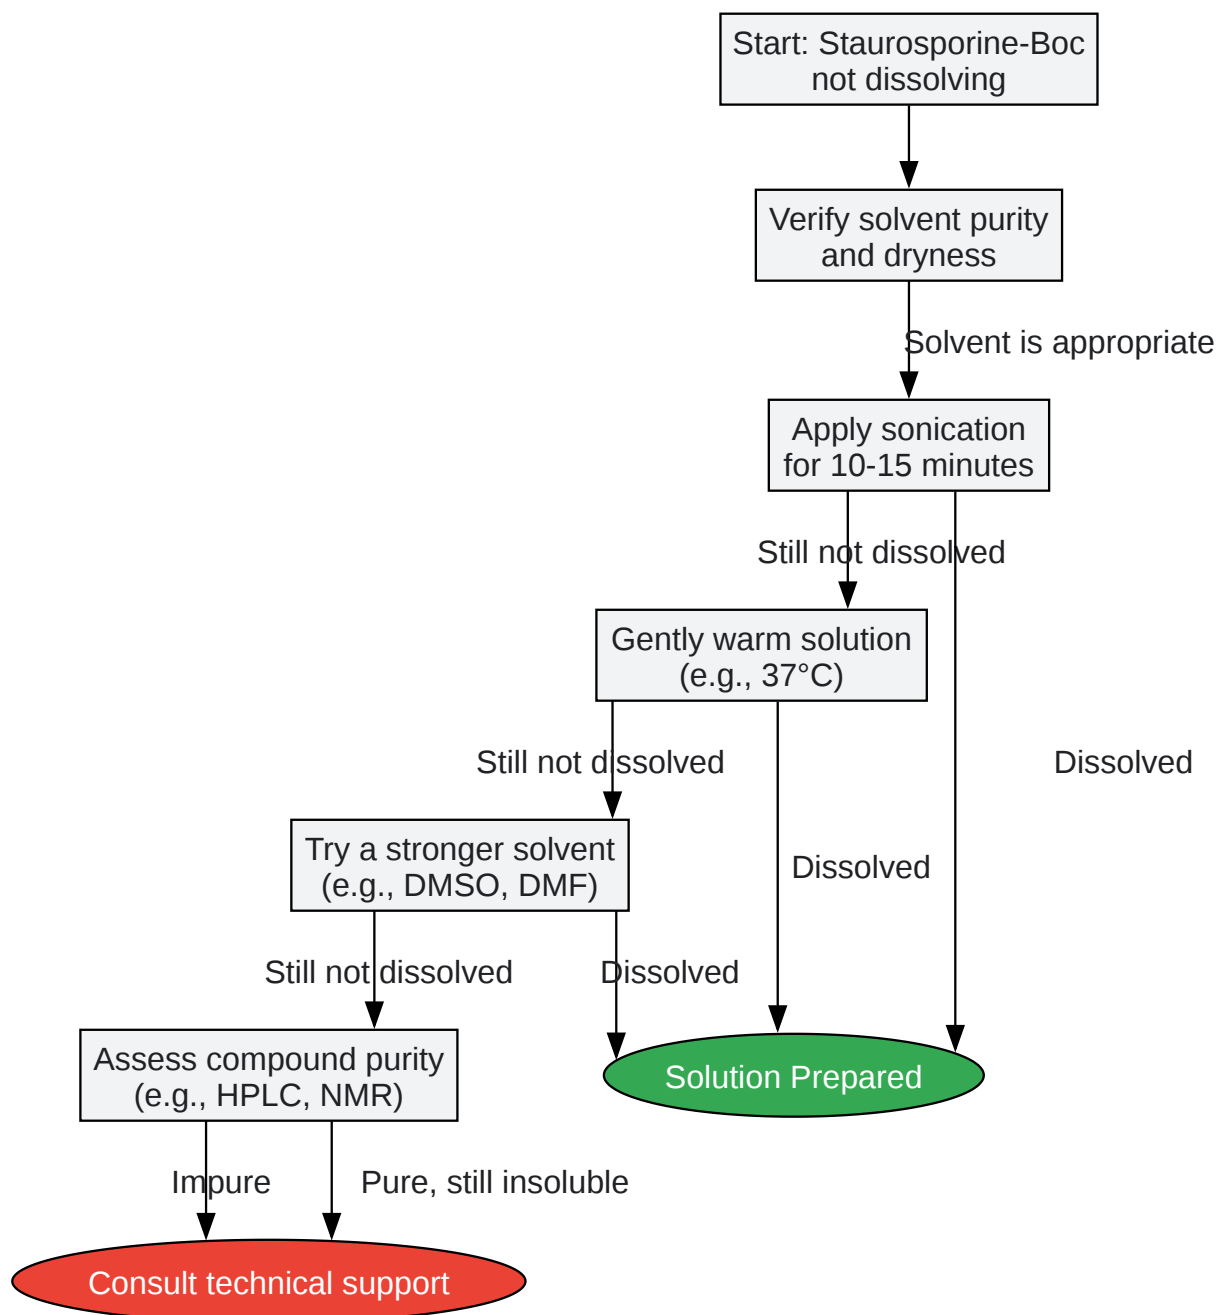 Start: Staurosporine-Boc
not dissolving
Verify solvent purity
and dryness
Solvent is appropriate
Apply sonication
for 10-15 minutes
Still not dissolved
Gently warm solution
(e.g., 37°C)
Still not dissolved
Dissolved
Try a stronger solvent
(e.g., DMSO, DMF)
Dissolved
Still not dissolved
Dissolved
Assess compound purity
(e.g., HPLC, NMR)
Solution Prepared
Impure
Pure, still insoluble
Consult technical support